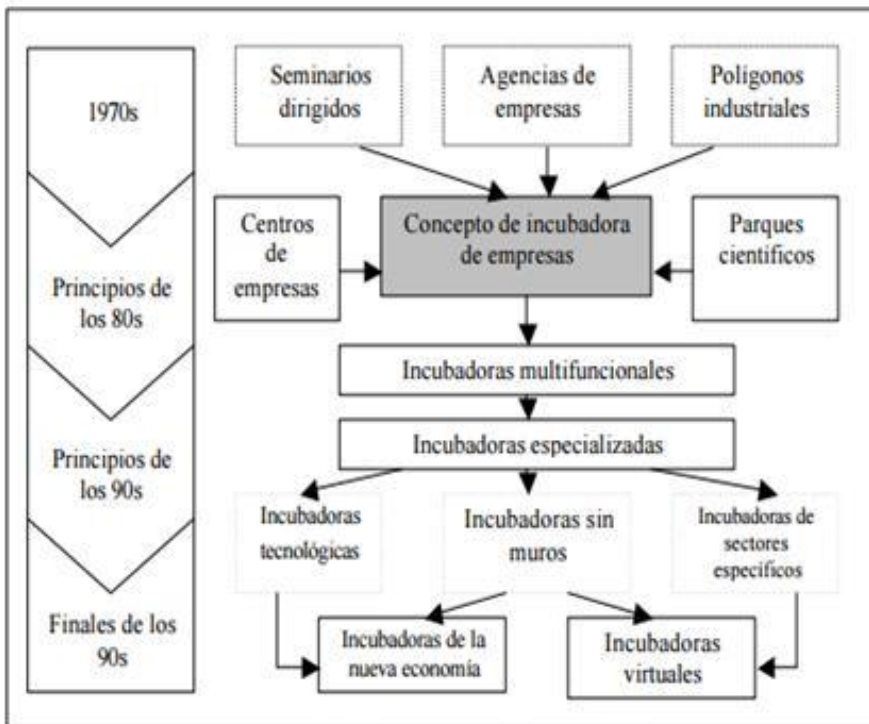 1970s
Principios de
los 80s
Principios de
los 90s
Finales de los
90s
Seminarios
dirigidos
Agencias de
empresas
Polígonos
industriales
Centros
de
empresas
Concepto de incubadora
de empresas
Parques
científicos
Incubadoras multifuncionales
Incubadoras especializadas
Incubadoras
tecnológicas
Incubadoras sin
muros
Incubadoras de
sectores
específicos
Incubadoras de la
nueva economía
Incubadoras
virtuales